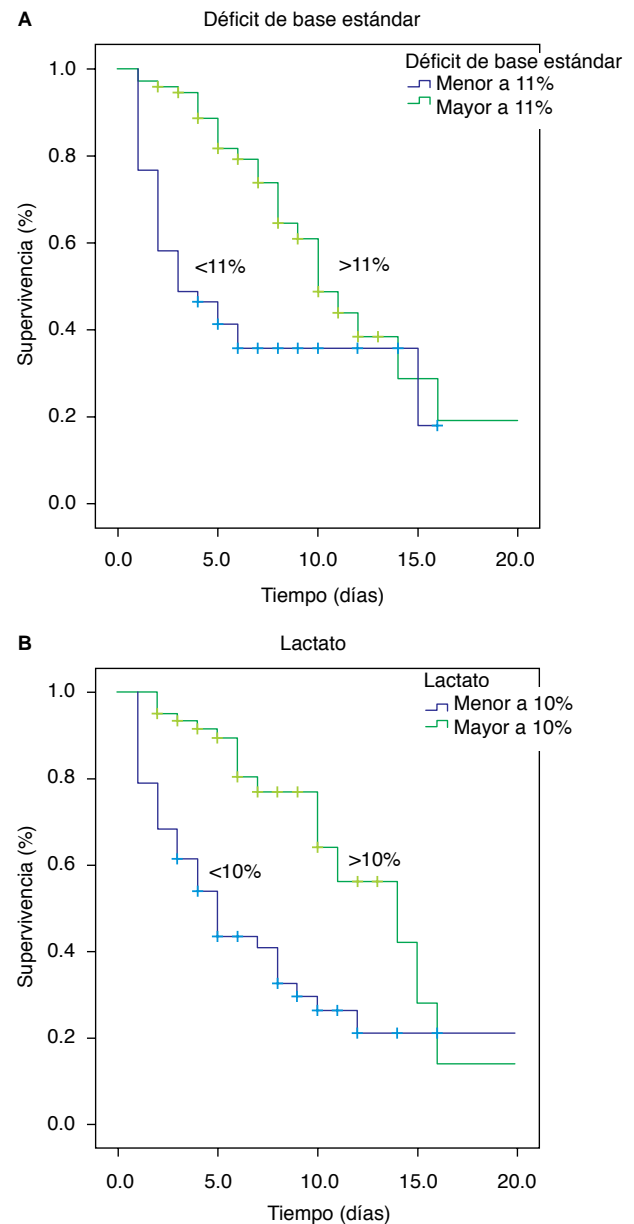 A
Déficit de base estándar
Déficit de base estándar
Menor a 11%
Mayor a 11%
1.0
0.8
0.6
0.4
0.2
0.0
Supervivencia (%)
<11%
>11%
0.0 5.0 10.0 15.0 20.0
Tiempo (días)
B
Lactato
Lactato
Menor a 10%
Mayor a 10%
1.0
0.8
0.6
0.4
0.2
0.0
Supervivencia (%)
<10%
>10%
0.0 5.0 10.0 15.0 20.0
Tiempo (días)